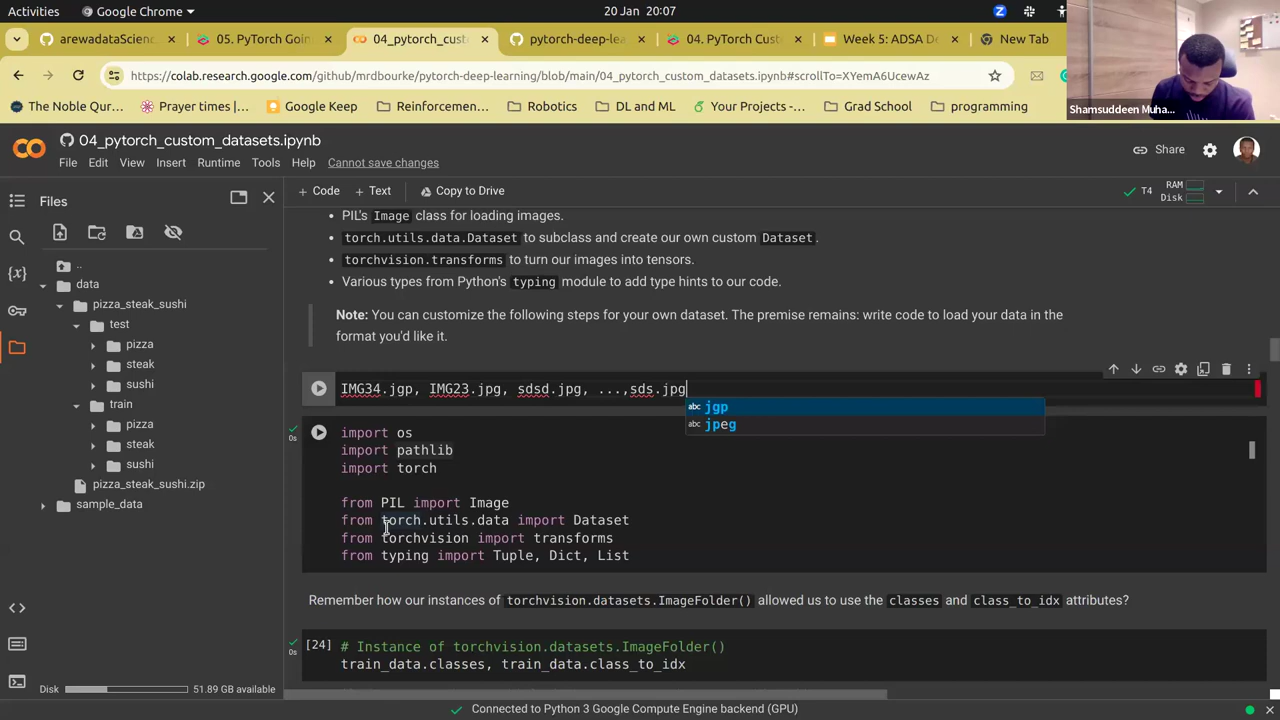 Activities
Google Chrome
20 Jan 20:07
arewadataScienc
05. PyTorch Goin
04_pytorch_cust
pytorch-deep-lea
04. PyTorch Cust
Week 5: ADSA De
New Tab
https://colab.research.google.com/github/mrdbourke/pytorch-deep-learning/blob/main/04_pytorch_custom_datasets.ipynb#scrollTo=XYemA6UcewAz
The Noble Qur...
Prayer times |...
Google Keep
Reinforcemen...
Robotics
DL and ML
Your Projects -...
Grad School
programming
Shamsuddeen Muha...
04_pytorch_custom_datasets.ipynb
File Edit View Insert Runtime Tools Help Cannot save changes
Share
Files
+ Code + Text Copy to Drive
T4
RAM
Disk
..
data
pizza_steak_sushi
test
pizza
steak
sushi
train
pizza
steak
sushi
pizza_steak_sushi.zip
sample_data
Disk 51.89 GB available
• PIL's Image class for loading images.
• torch.utils.data.Dataset to subclass and create our own custom Dataset.
• torchvision.transforms to turn our images into tensors.
• Various types from Python's typing module to add type hints to our code.
Note: You can customize the following steps for your own dataset. The premise remains: write code to load your data in the
format you'd like it.
IMG34.jgp, IMG23.jpg, sdsd.jpg, ...,sds.jpg
abc jgp
abc jpeg
0s
import os
import pathlib
import torch
from PIL import Image
from torch.utils.data import Dataset
from torchvision import transforms
from typing import Tuple, Dict, List
Remember how our instances of torchvision.datasets.ImageFolder() allowed us to use the classes and class_to_idx attributes?
[24]
0s
# Instance of torchvision.datasets.ImageFolder()
train_data.classes, train_data.class_to_idx
Connected to Python 3 Google Compute Engine backend (GPU)